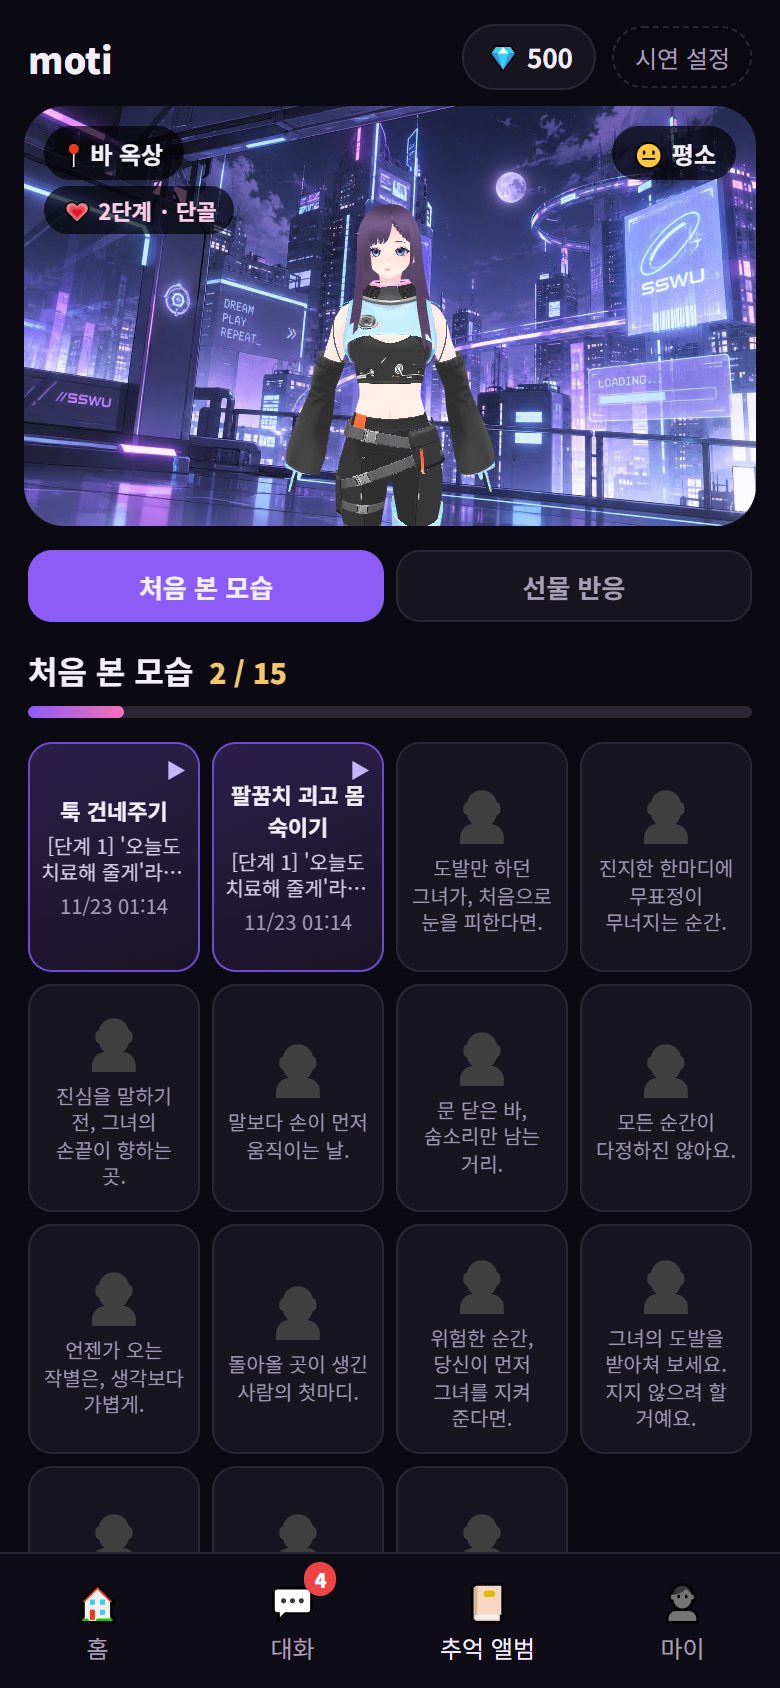 moti
500
시연 설정
바 옥상
평소
2단계 · 단골
DREAM
PLAY
REPEAT_
SSWU
//SSWU
LOADING...
처음 본 모습
선물 반응
처음 본 모습 2 / 15
툭 건네주기
[단계 1] '오늘도
치료해 줄게'라…
11/23 01:14
팔꿈치 괴고 몸
숙이기
[단계 1] '오늘도
치료해 줄게'라…
11/23 01:14
도발만 하던
그녀가, 처음으로
눈을 피한다면.
진지한 한마디에
무표정이
무너지는 순간.
진심을 말하기
전, 그녀의
손끝이 향하는
곳.
말보다 손이 먼저
움직이는 날.
문 닫은 바,
숨소리만 남는
거리.
모든 순간이
다정하진 않아요.
언젠가 오는
작별은, 생각보다
가볍게.
돌아올 곳이 생긴
사람의 첫마디.
위험한 순간,
당신이 먼저
그녀를 지켜
준다면.
그녀의 도발을
받아쳐 보세요.
지지 않으려 할
거예요.
홈
4
대화
추억 앨범
마이